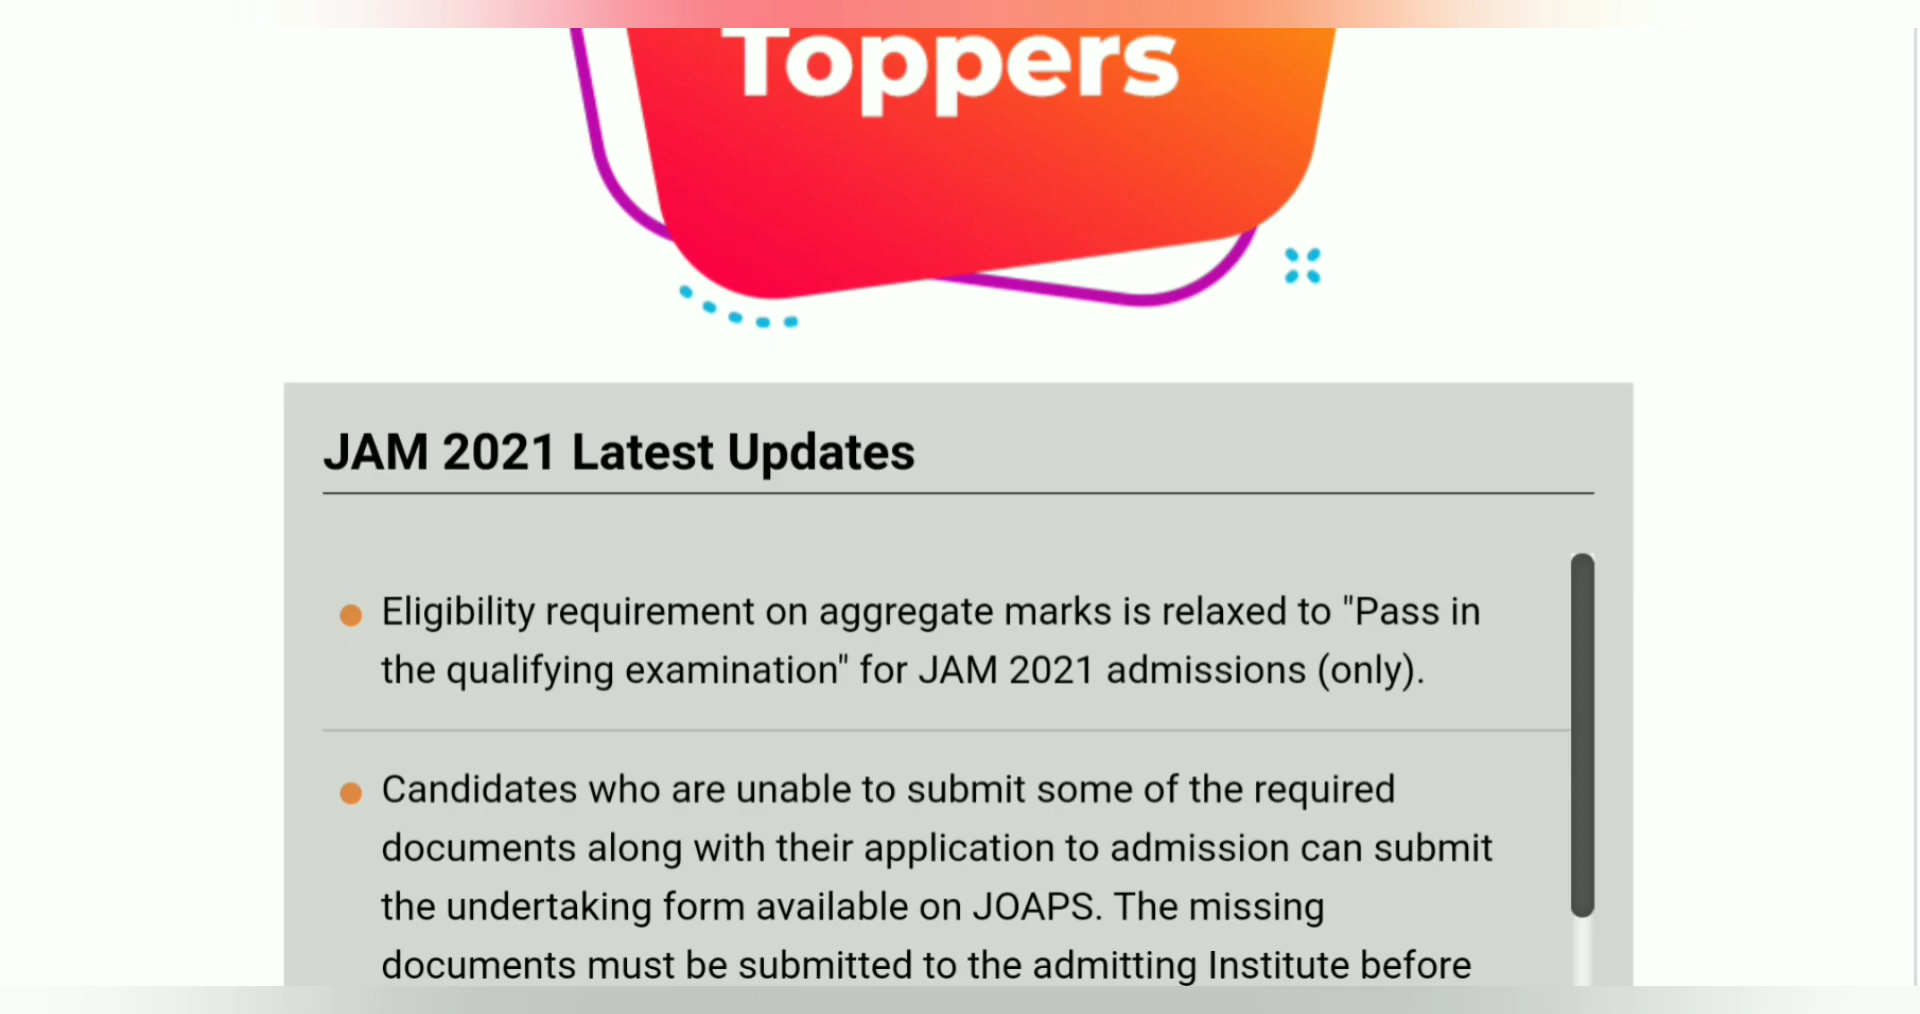 Toppers
JAM 2021 Latest Updates
Eligibility requirement on aggregate marks is relaxed to "Pass in
the qualifying examination" for JAM 2021 admissions (only).
Candidates who are unable to submit some of the required
documents along with their application to admission can submit
the undertaking form available on JOAPS. The missing
documents must be submitted to the admitting Institute before